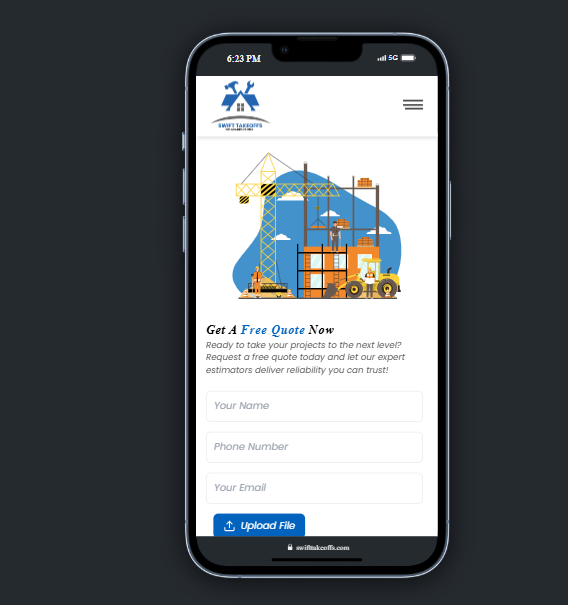 6:23 PM
5G
SWIFT TAKEOFFS
Get A Free Quote Now
Ready to take your projects to the next level?
Request a free quote today and let our expert
estimators deliver reliability you can trust!
Your Name
Phone Number
Your Email
Upload File
swifttakeoffs.com